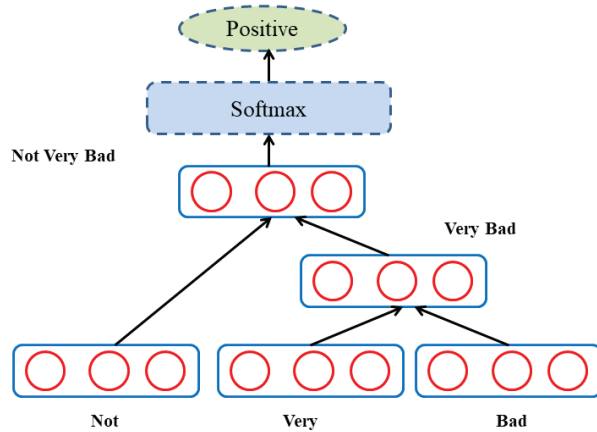 Positive
Softmax
Not Very Bad
Very Bad
Not
Very
Bad